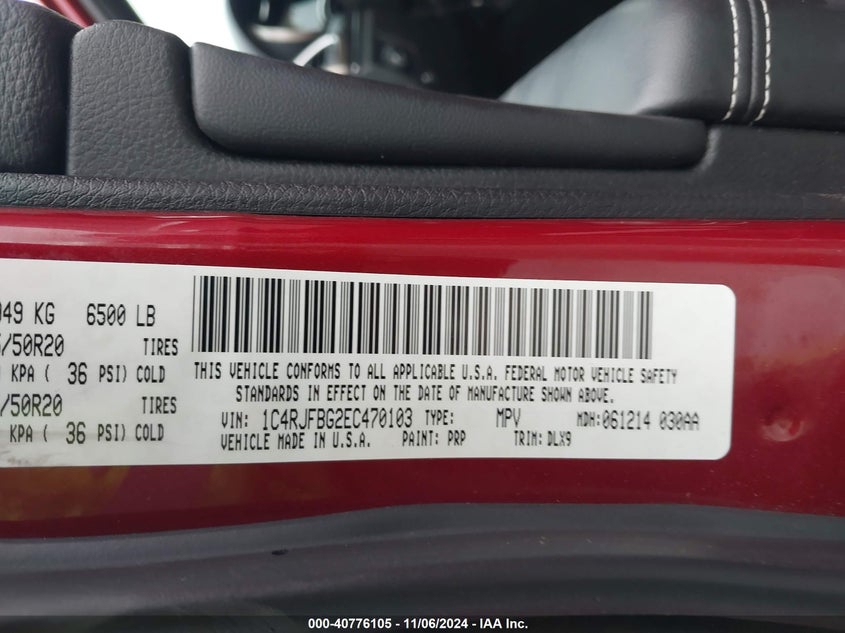 949 KG 6500 LB
/50R20 TIRES
KPA ( 36 PSI) COLD
/50R20 TIRES
KPA ( 36 PSI) COLD
THIS VEHICLE CONFORMS TO ALL APPLICABLE U.S.A. FEDERAL MOTOR VEHICLE SAFETY
STANDARDS IN EFFECT ON THE DATE OF MANUFACTURE SHOWN ABOVE.
VIN: 1C4RJFBG2EC470103 TYPE: MPV MDH:061214 030AA
VEHICLE MADE IN U.S.A. PAINT: PRP TRIM: DLX9
000-40776105 - 11/06/2024 - IAA Inc.